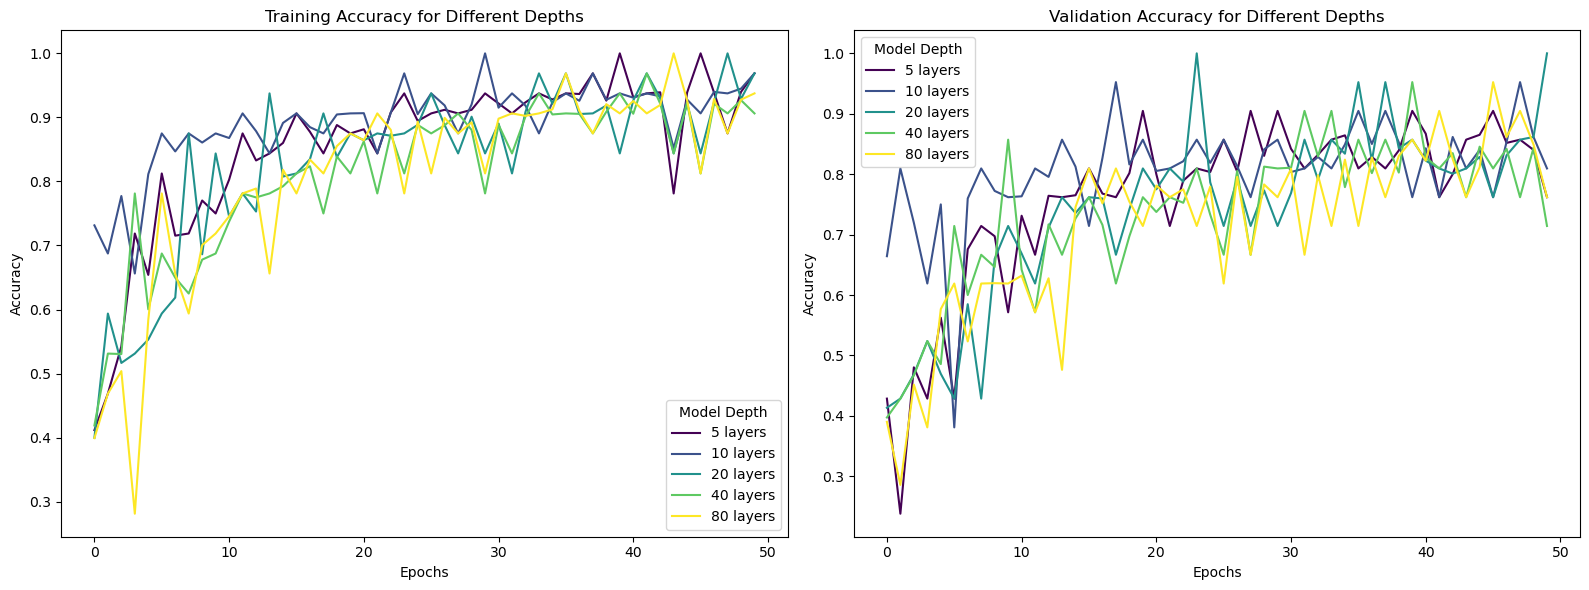 Training Accuracy for Different Depths
1.0
0.9
0.8
0.7
0.6
0.5
0.4
0.3
Accuracy
Model Depth
5 layers
10 layers
20 layers
40 layers
80 layers
0
10
20
30
40
50
Epochs
Validation Accuracy for Different Depths
Model Depth
5 layers
10 layers
20 layers
40 layers
80 layers
1.0
0.9
0.8
0.7
0.6
0.5
0.4
0.3
Accuracy
0
10
20
30
40
50
Epochs